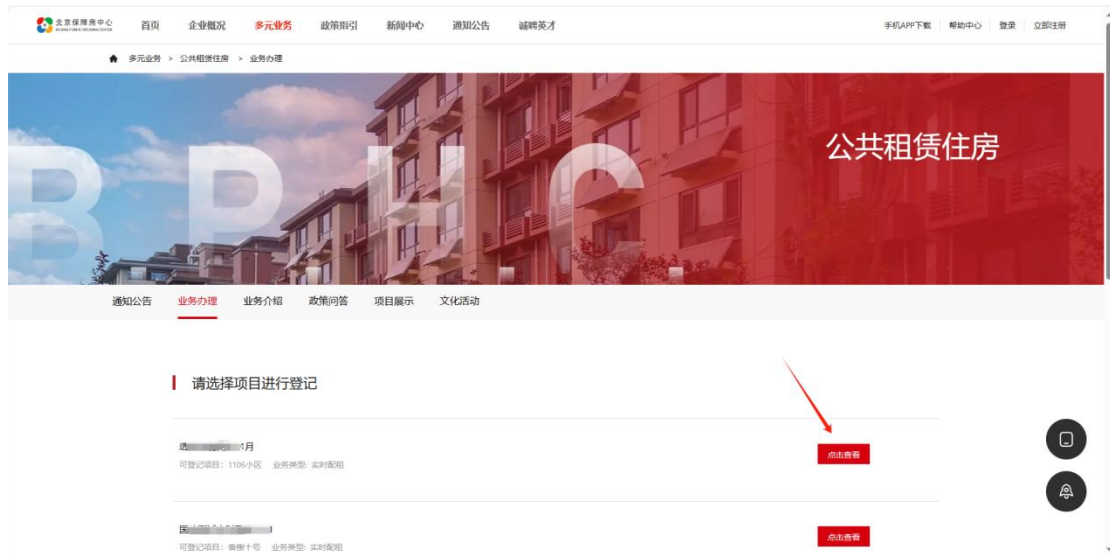 北京保障房中心 首页 企业概况 多元业务 政策指引 新闻中心 通知公告 诚聘英才 手机APP下载 帮助中心 登录 立即注册
多元业务 > 公共租赁住房 > 业务办理
BPHC
公共租赁住房
通知公告 业务办理 业务介绍 政策问答 项目展示 文化活动
请选择项目进行登记
选 1月
点击查看
可登记项目：1106小区 业务类型: 实时配租
点击查看
可登记项目：香榭十号 业务类型: 实时配租